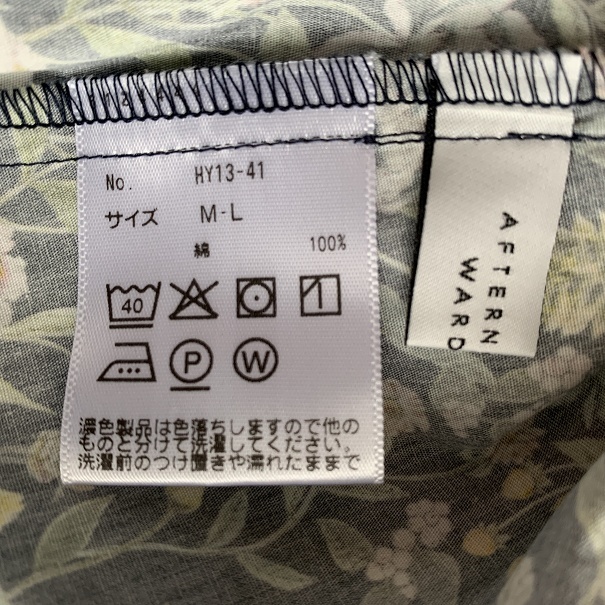 No. HY13-41
サイズ M-L
綿 100%
40
P W
濃色製品は色落ちしますので他の
ものと分けて洗濯してください。
洗濯前のつけ置きや濡れたままで
AFTERN
WARD